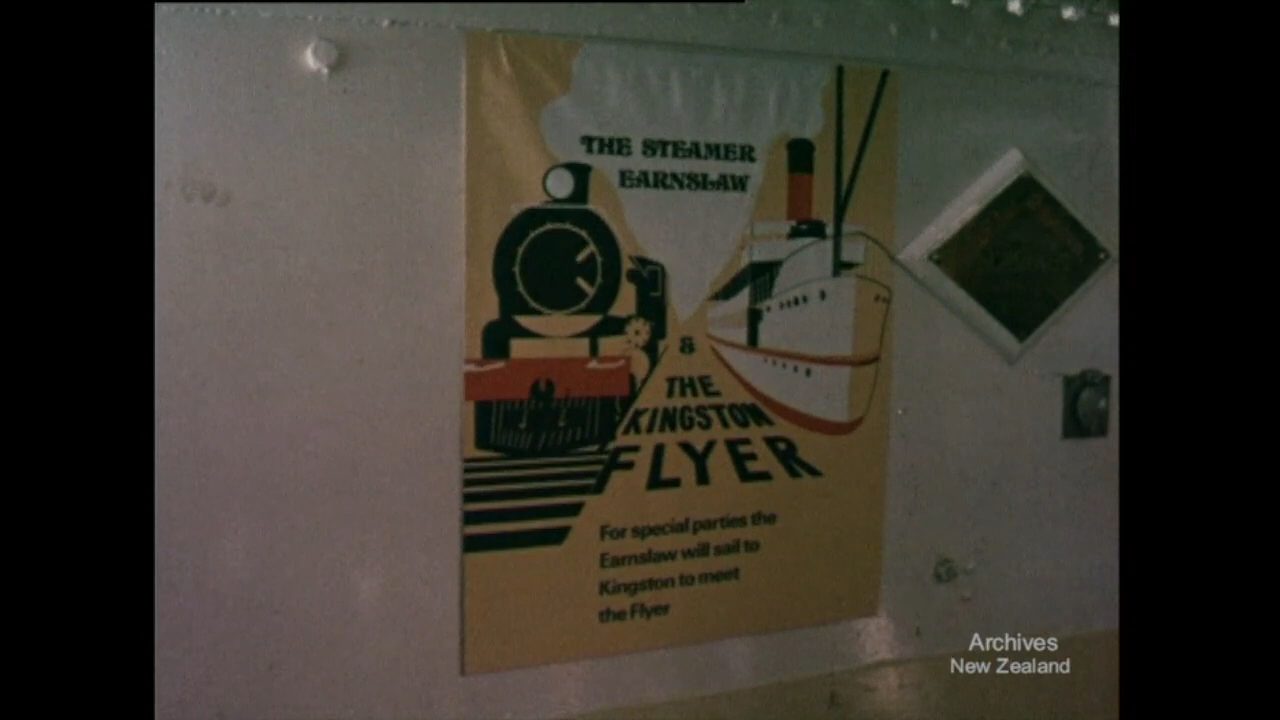 THE STEAMER
EARNSLAW
&
THE
KINGSTON
FLYER
For special parties the
Earnslaw will sail to
Kingston to meet
the Flyer
Archives
New Zealand